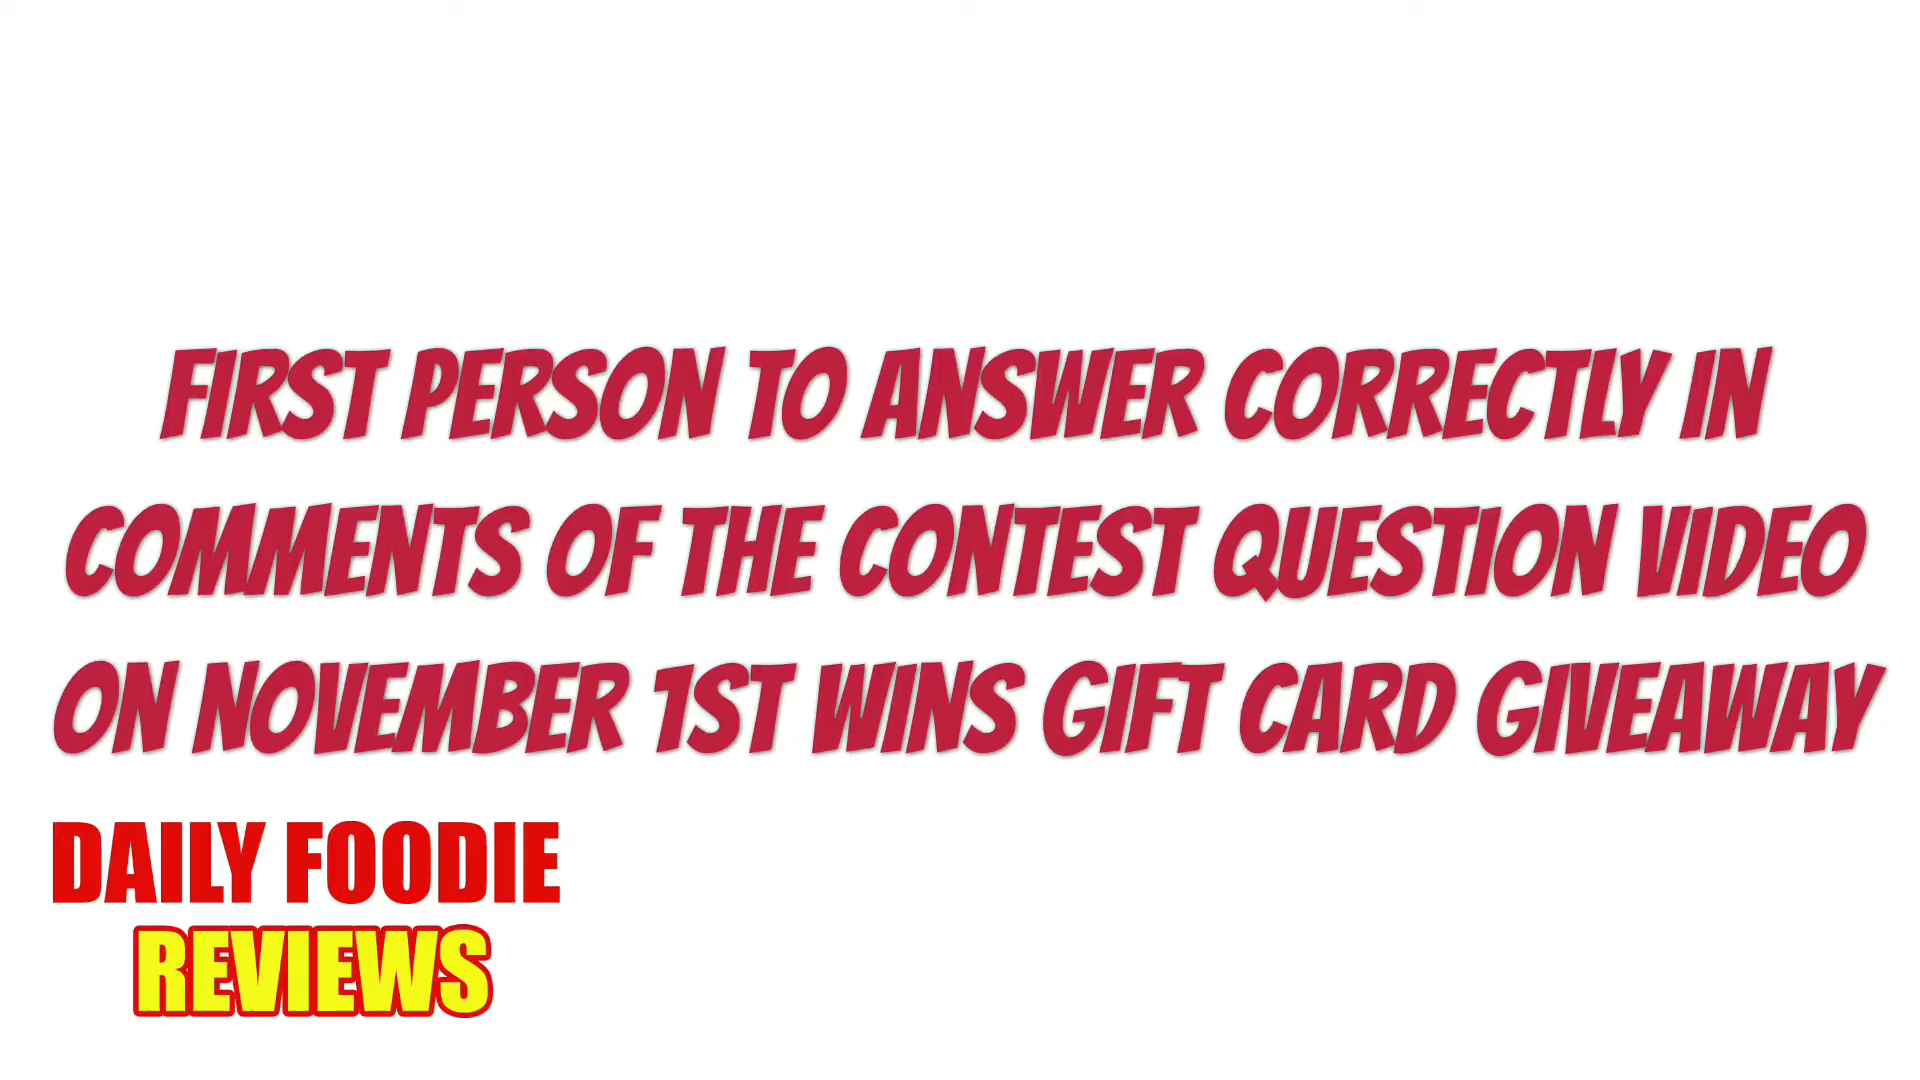 FIRST PERSON TO ANSWER CORRECTLY IN
COMMENTS OF THE CONTEST QUESTION VIDEO
ON NOVEMBER 1ST WINS GIFT CARD GIVEAWAY
DAILY FOODIE
REVIEWS